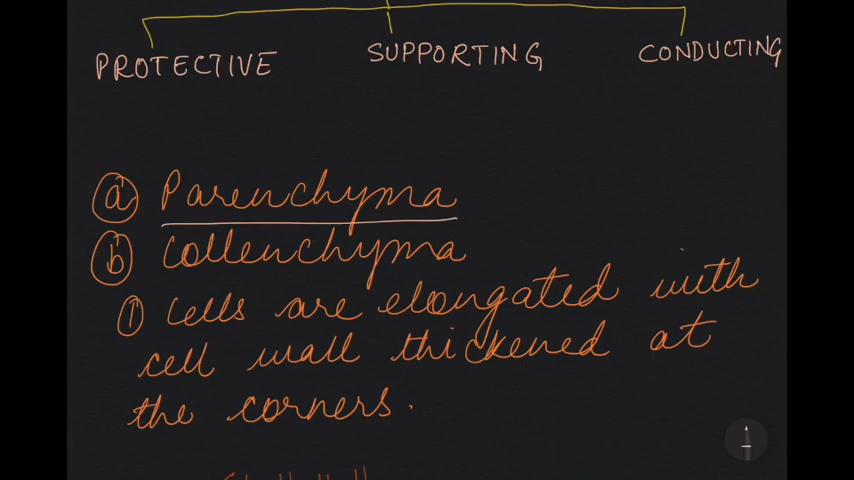 PROTECTIVE SUPPORTING CONDUCTING
a Parenchyma
b Collenchyma
1 Cells are elongated with
cell wall thickened at
the corners.